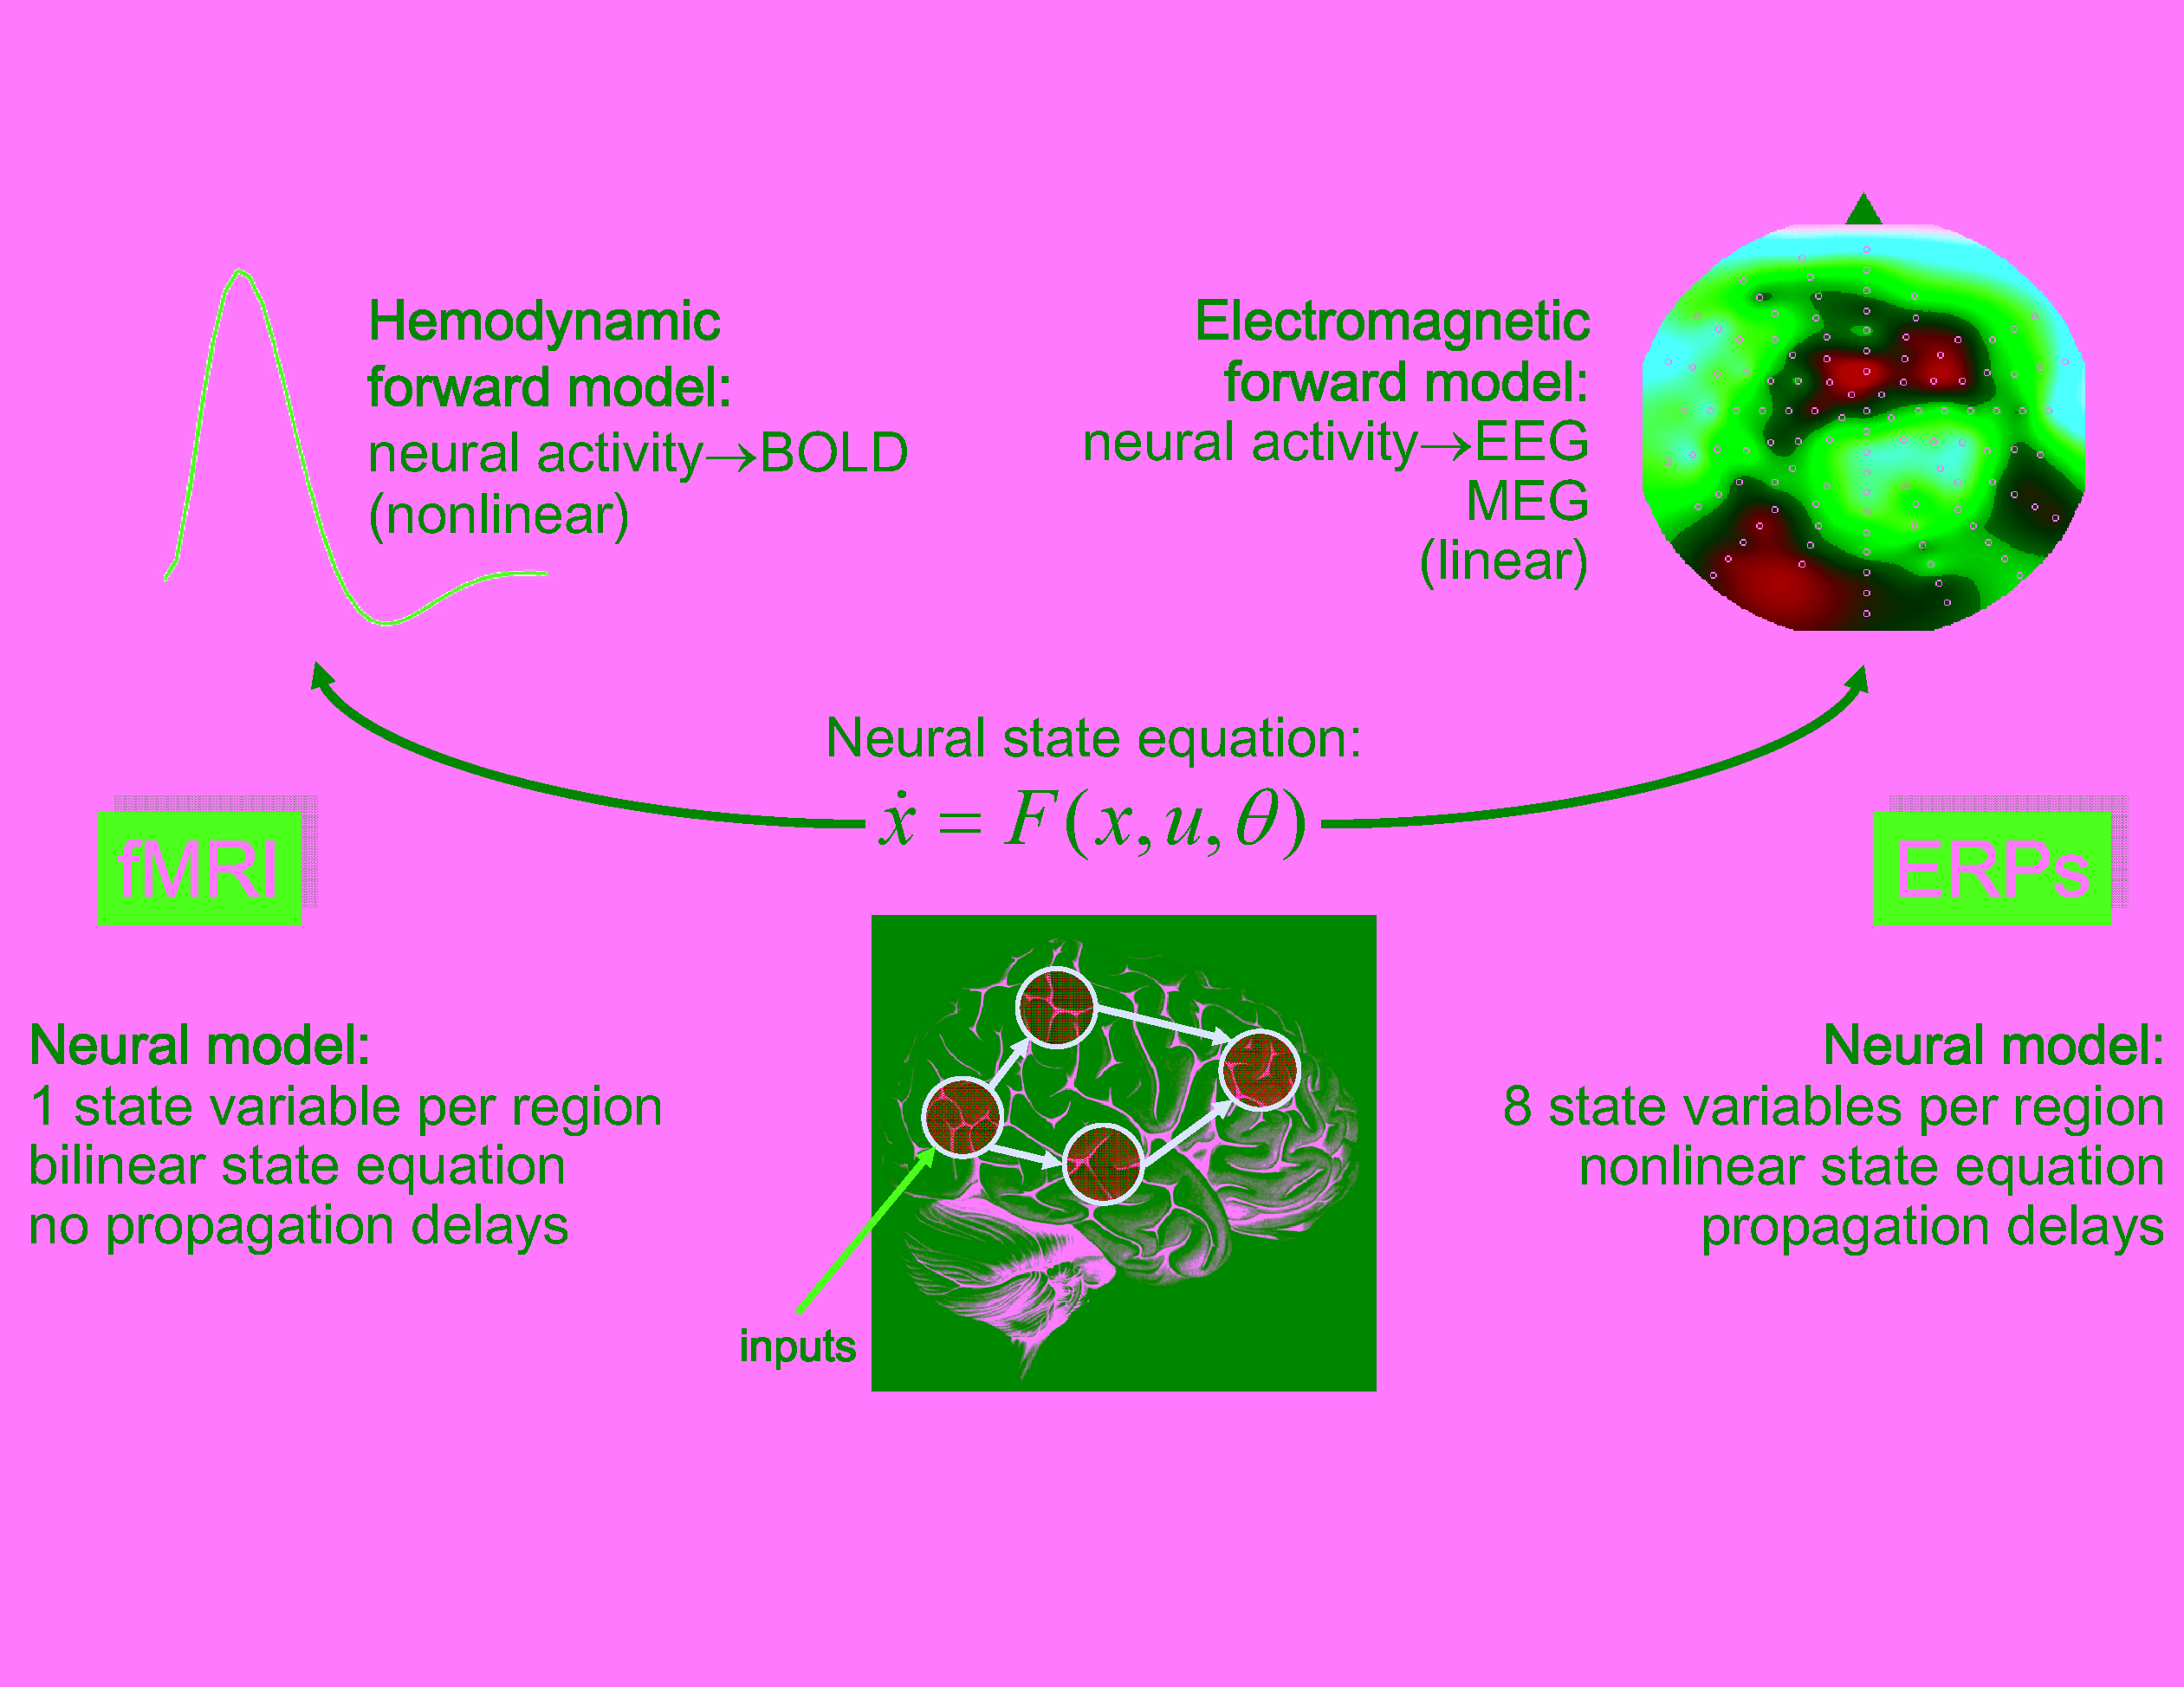 Hemodynamic
forward model:
neural activity→BOLD
(nonlinear)
Electromagnetic
forward model:
neural activity→EEG
MEG
(linear)
Neural state equation:
ẋ = F(x, u, θ)
fMRI
ERPs
Neural model:
1 state variable per region
bilinear state equation
no propagation delays
Neural model:
8 state variables per region
nonlinear state equation
propagation delays
inputs